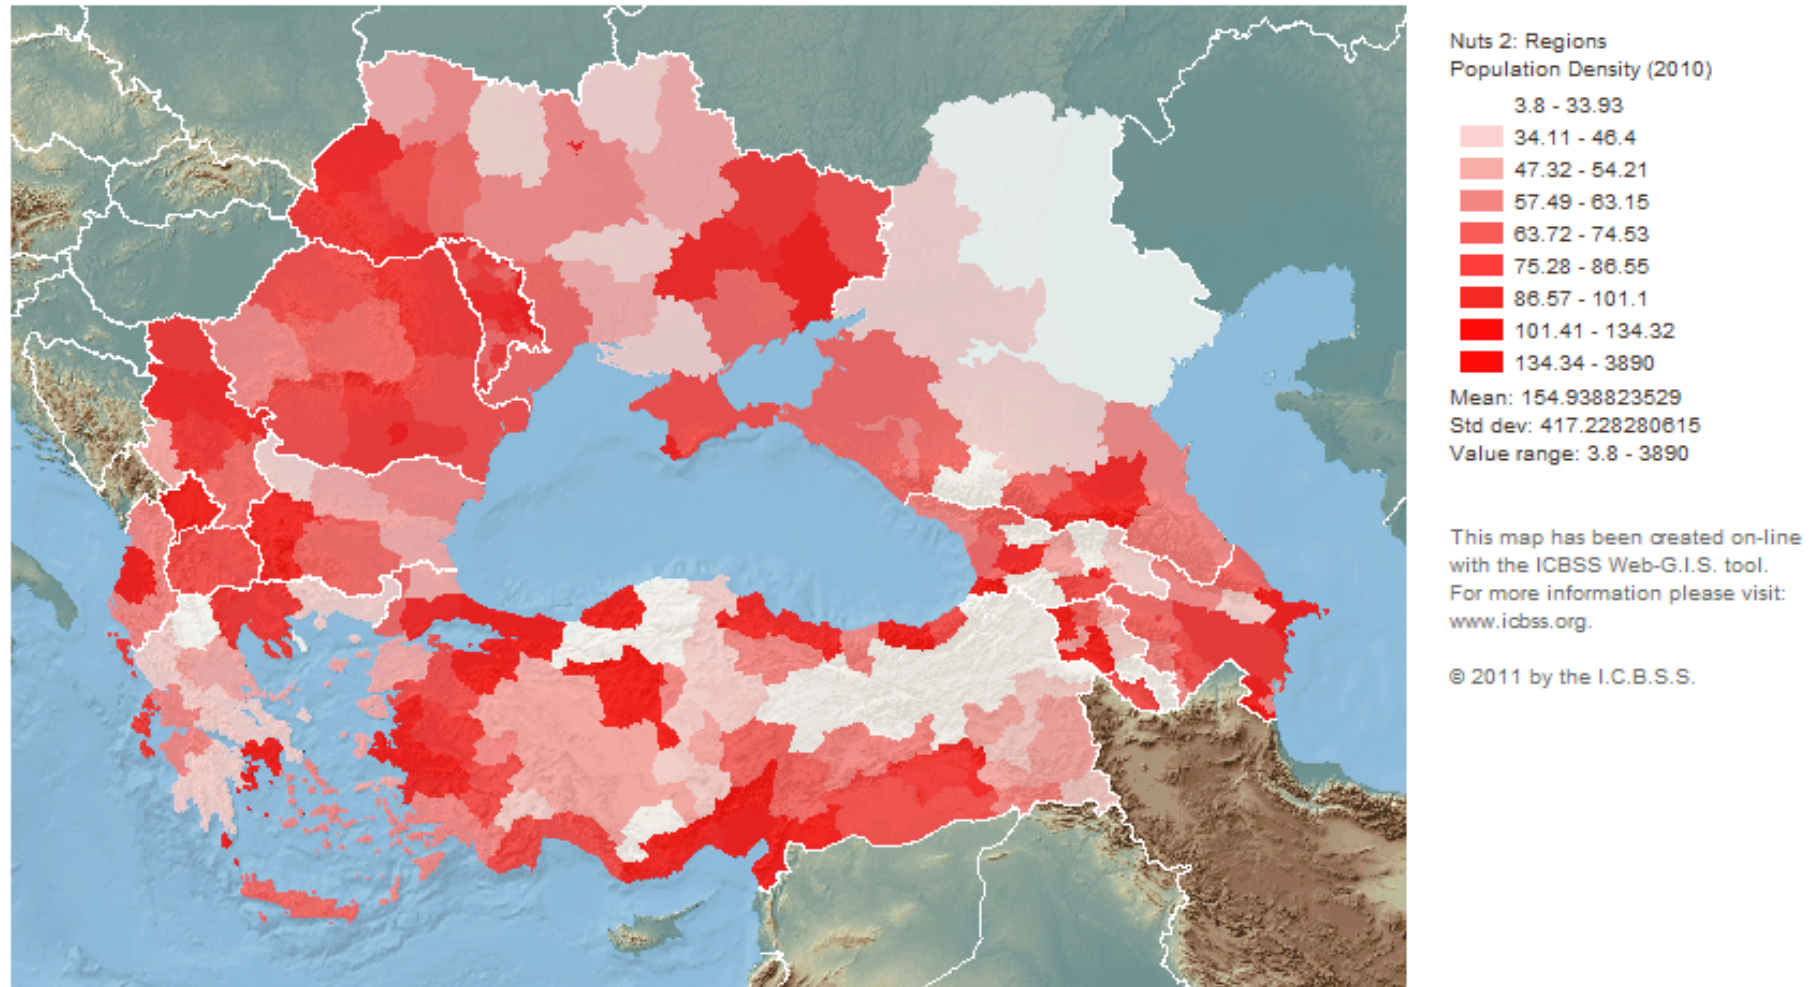 Nuts 2: Regions
Population Density (2010)
3.8 - 33.93
34.11 - 46.4
47.32 - 54.21
57.49 - 63.15
63.72 - 74.53
75.28 - 86.55
86.57 - 101.1
101.41 - 134.32
134.34 - 3890
Mean: 154.938823529
Std dev: 417.228280615
Value range: 3.8 - 3890
This map has been created on-line
with the ICBSS Web-G.I.S. tool.
For more information please visit:
www.icbss.org.
© 2011 by the I.C.B.S.S.